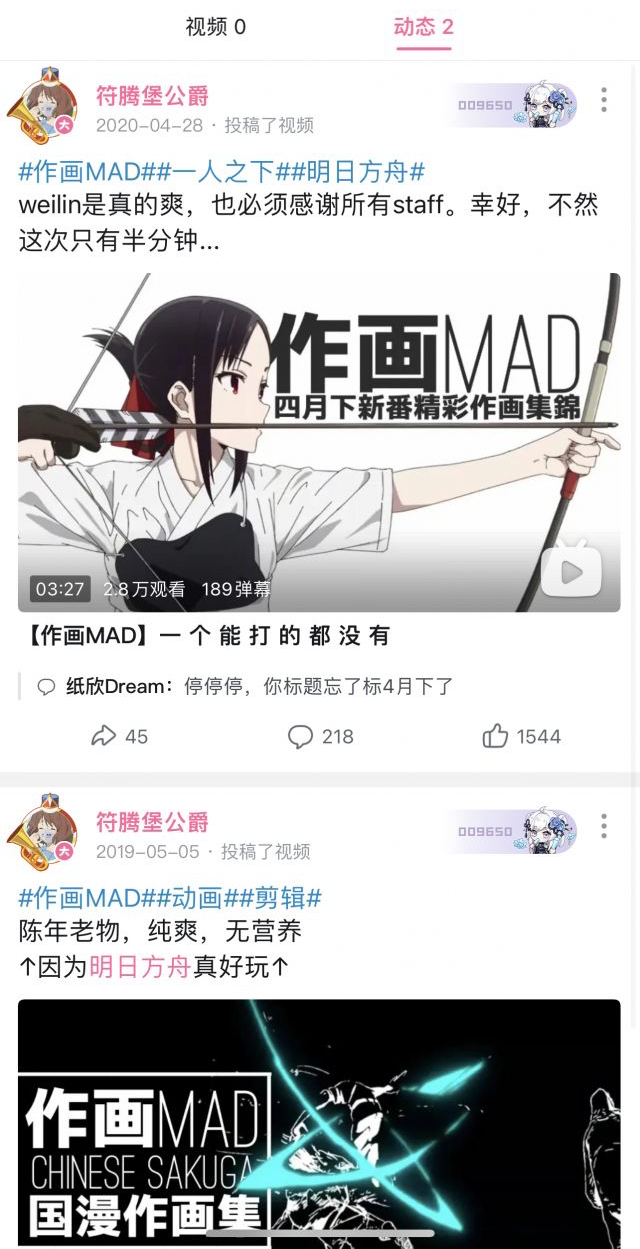 视频 0
动态 2
符腾堡公爵
009650
2020-04-28 · 投稿了视频
大
#作画MAD##一人之下##明日方舟#
weilin是真的爽，也必须感谢所有staff。幸好，不然
这次只有半分钟...
作画MAD
四月下新番精彩作画集錦
03:27 2.8万观看 189弹幕
【作画MAD】一 个 能 打 的 都 没 有
纸欣Dream：停停停，你标题忘了标4月下了
45
218
1544
符腾堡公爵
009650
2019-05-05 · 投稿了视频
大
#作画MAD##动画##剪辑#
陈年老物，纯爽，无营养
↑因为明日方舟真好玩↑
作画MAD
CHINESE SAKUGA
国漫作画集